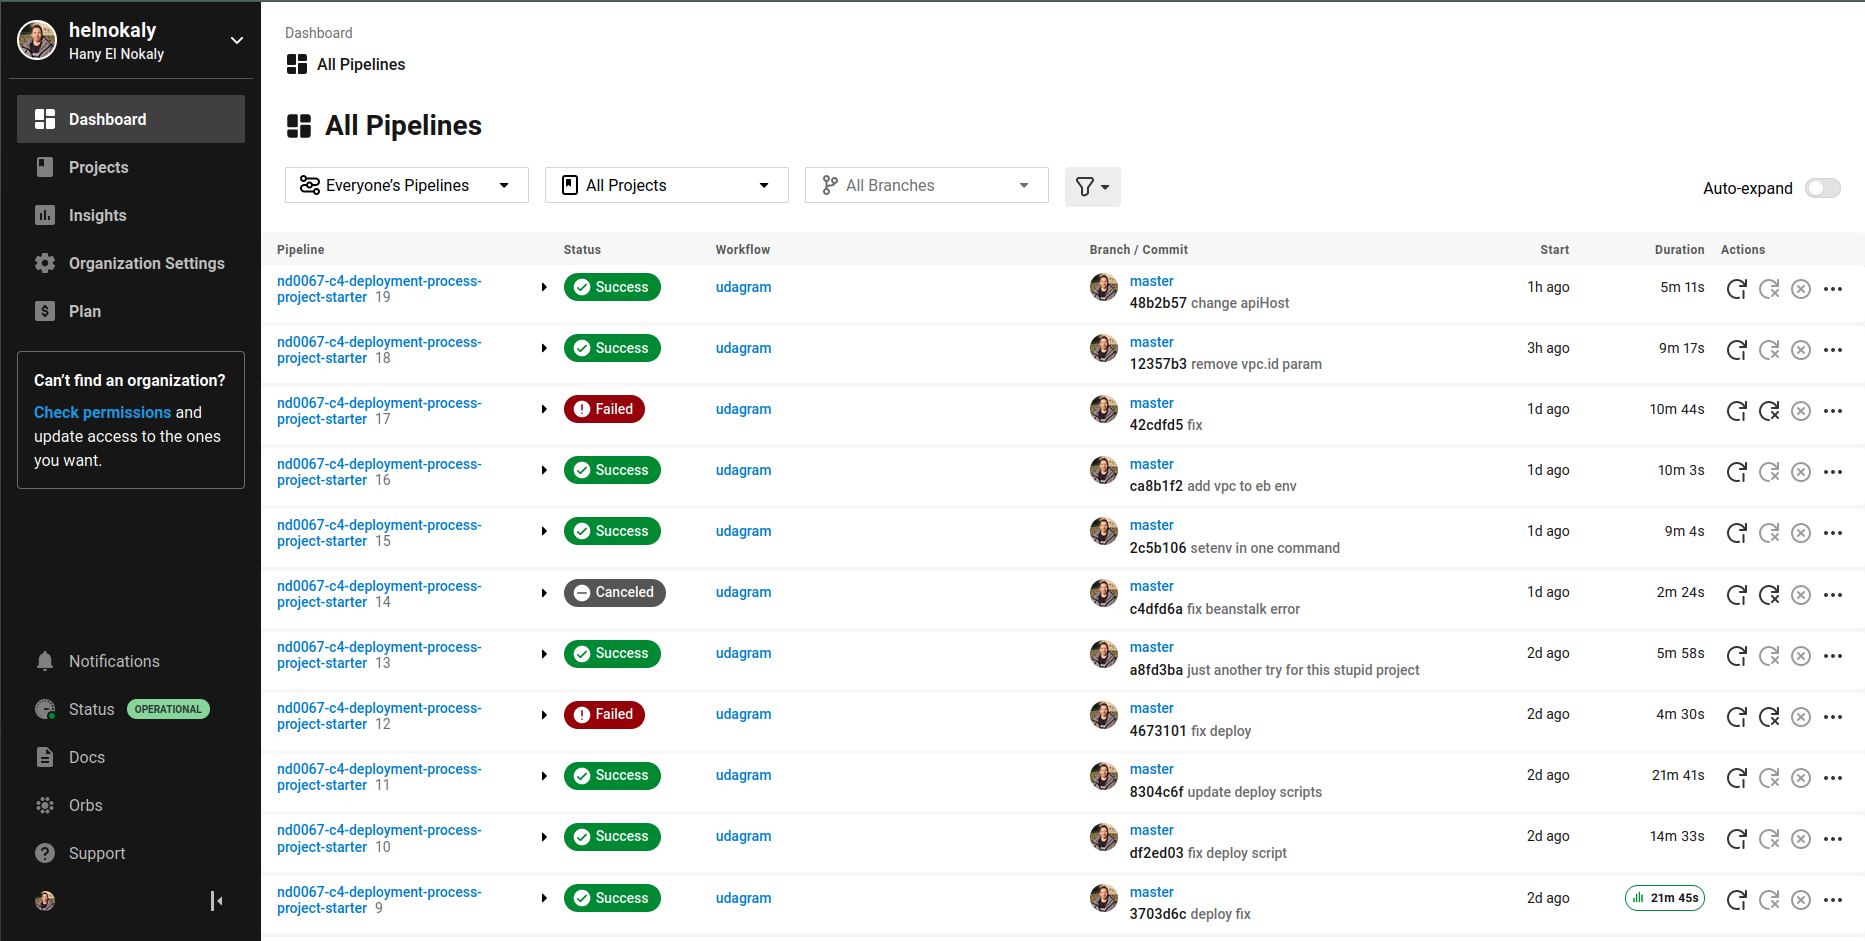 helnokaly
Hany El Nokaly
Dashboard
Projects
Insights
Organization Settings
Plan
Can't find an organization?
Check permissions and
update access to the ones
you want.
Notifications
Status OPERATIONAL
Docs
Orbs
Support
Dashboard
All Pipelines
All Pipelines
Everyone's Pipelines
All Projects
All Branches
Auto-expand
Pipeline Status Workflow Branch / Commit Start Duration Actions
nd0067-c4-deployment-process-
project-starter 19
Success
udagram
master
48b2b57 change apiHost
1h ago
5m 11s
nd0067-c4-deployment-process-
project-starter 18
Success
udagram
master
12357b3 remove vpc.id param
3h ago
9m 17s
nd0067-c4-deployment-process-
project-starter 17
Failed
udagram
master
42cdfd5 fix
1d ago
10m 44s
nd0067-c4-deployment-process-
project-starter 16
Success
udagram
master
ca8b1f2 add vpc to eb env
1d ago
10m 3s
nd0067-c4-deployment-process-
project-starter 15
Success
udagram
master
2c5b106 setenv in one command
1d ago
9m 4s
nd0067-c4-deployment-process-
project-starter 14
Canceled
udagram
master
c4dfd6a fix beanstalk error
1d ago
2m 24s
nd0067-c4-deployment-process-
project-starter 13
Success
udagram
master
a8fd3ba just another try for this stupid project
2d ago
5m 58s
nd0067-c4-deployment-process-
project-starter 12
Failed
udagram
master
4673101 fix deploy
2d ago
4m 30s
nd0067-c4-deployment-process-
project-starter 11
Success
udagram
master
8304c6f update deploy scripts
2d ago
21m 41s
nd0067-c4-deployment-process-
project-starter 10
Success
udagram
master
df2ed03 fix deploy script
2d ago
14m 33s
nd0067-c4-deployment-process-
project-starter 9
Success
udagram
master
3703d6c deploy fix
2d ago
21m 45s